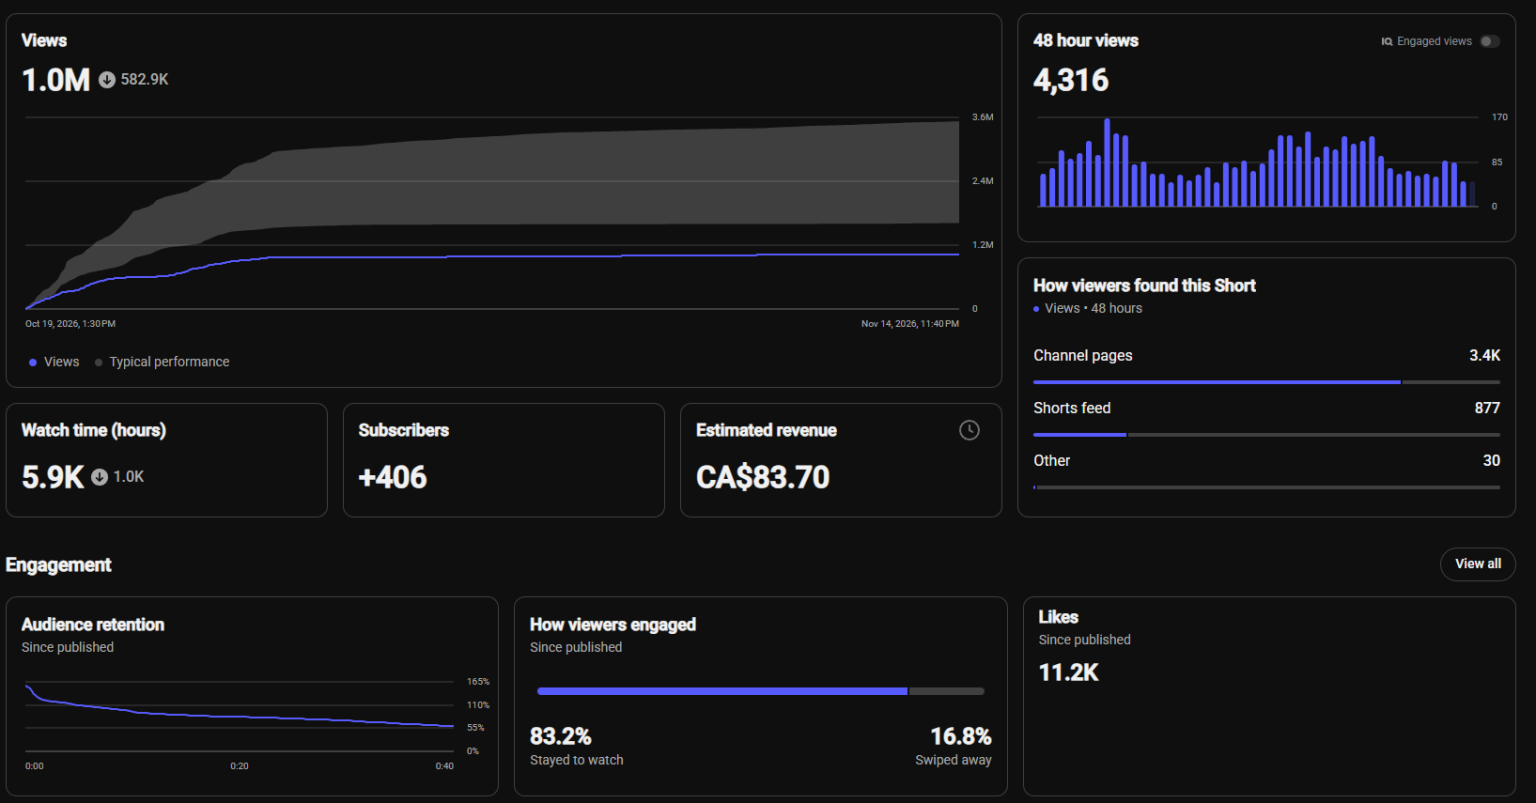 Views
1.0M 582.9K
3.6M
2.4M
1.2M
0
Oct 19, 2026, 1:30 PM Nov 14, 2026, 11:40 PM
Views Typical performance
48 hour views IQ Engaged views
4,316
170
85
0
How viewers found this Short
Views • 48 hours
Channel pages 3.4K
Shorts feed 877
Other 30
Watch time (hours)
5.9K 1.0K
Subscribers
+406
Estimated revenue
CA$83.70
Engagement View all
Audience retention
Since published
165%
110%
55%
0%
0:00 0:20 0:40
How viewers engaged
Since published
83.2% 16.8%
Stayed to watch Swiped away
Likes
Since published
11.2K